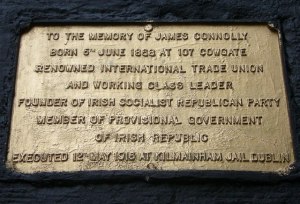 TO THE MEMORY OF JAMES CONNOLLY
BORN 5TH JUNE 1868 AT 107 COWGATE
RENOWNED INTERNATIONAL TRADE UNION
AND WORKING CLASS LEADER
FOUNDER OF IRISH SOCIALIST REPUBLICAN PARTY
MEMBER OF PROVISIONAL GOVERNMENT
OF IRISH REPUBLIC
EXECUTED 12TH MAY 1916 AT KILMAINHAM JAIL DUBLIN